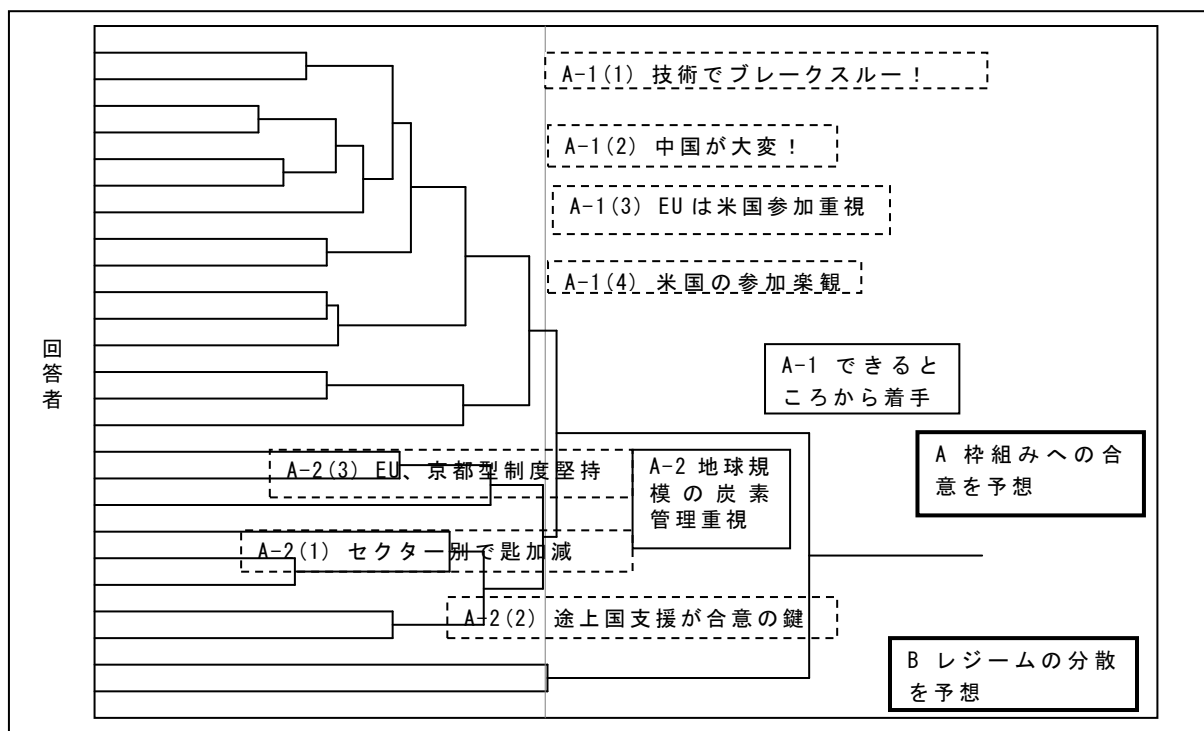 A-1(1) 技術でブレークスルー！
A-1(2) 中国が大変！
A-1(3) EUは米国参加重視
A-1(4) 米国の参加楽観
回答者
A-1 できると
ころから着手
A 枠組みへの合
意を予想
A-2(3) EU、京都型制度堅持
A-2 地球規
模の炭素
管理重視
A-2(1) セクター別で匙加減
A-2(2) 途上国支援が合意の鍵
B レジームの分散
を予想